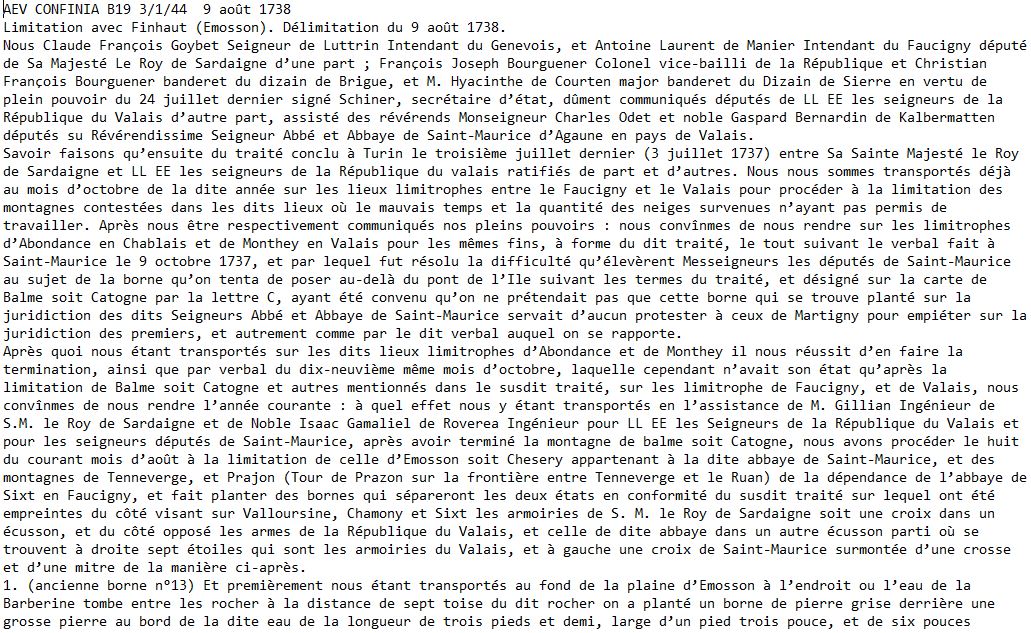 AEV CONFINIA B19 3/1/44  9 août 1738
Limitation avec Finhaut (Emosson). Délimitation du 9 août 1738.
Nous Claude François Goybet Seigneur de Luttrin Intendant du Genevois, et Antoine Laurent de Manier Intendant du Faucigny député
de Sa Majesté Le Roy de Sardaigne d’une part ; François Joseph Bourguener Colonel vice-bailli de la République et Christian
François Bourguener banderet du dizain de Brigue, et M. Hyacinthe de Courten major banderet du Dizain de Sierre en vertu de
plein pouvoir du 24 juillet dernier signé Schiner, secrétaire d’état, dûment communiqués députés de LL EE les seigneurs de la
République du Valais d’autre part, assisté des révérends Monseigneur Charles Odet et noble Gaspard Bernardin de Kalbermatten
députés su Révérendissime Seigneur Abbé et Abbaye de Saint-Maurice d’Agaune en pays de Valais.
Savoir faisons qu’ensuite du traité conclu à Turin le troisième juillet dernier (3 juillet 1737) entre Sa Sainte Majesté le Roy
de Sardaigne et LL EE les seigneurs de la République du valais ratifiés de part et d’autres. Nous nous sommes transportés déjà
au mois d’octobre de la dite année sur les lieux limitrophes entre le Faucigny et le Valais pour procéder à la limitation des
montagnes contestées dans les dits lieux où le mauvais temps et la quantité des neiges survenues n’ayant pas permis de
travailler. Après nous être respectivement communiqués nos pleins pouvoirs : nous convînmes de nous rendre sur les limitrophes
d’Abondance en Chablais et de Monthey en Valais pour les mêmes fins, à forme du dit traité, le tout suivant le verbal fait à
Saint-Maurice le 9 octobre 1737, et par lequel fut résolu la difficulté qu’élevèrent Messeigneurs les députés de Saint-Maurice
au sujet de la borne qu’on tenta de poser au-delà du pont de l’Ile suivant les termes du traité, et désigné sur la carte de
Balme soit Catogne par la lettre C, ayant été convenu qu’on ne prétendait pas que cette borne qui se trouve planté sur la
juridiction des dits Seigneurs Abbé et Abbaye de Saint-Maurice servait d’aucun protester à ceux de Martigny pour empiéter sur la
juridiction des premiers, et autrement comme par le dit verbal auquel on se rapporte.
Après quoi nous étant transportés sur les dits lieux limitrophes d’Abondance et de Monthey il nous réussit d’en faire la
termination, ainsi que par verbal du dix-neuvième même mois d’octobre, laquelle cependant n’avait son état qu’après la
limitation de Balme soit Catogne et autres mentionnés dans le susdit traité, sur les limitrophe de Faucigny, et de Valais, nous
convînmes de nous rendre l’année courante : à quel effet nous y étant transportés en l’assistance de M. Gillian Ingénieur de
S.M. le Roy de Sardaigne et de Noble Isaac Gamaliel de Roverea Ingénieur pour LL EE les Seigneurs de la République du Valais et
pour les seigneurs députés de Saint-Maurice, après avoir terminé la montagne de balme soit Catogne, nous avons procéder le huit
du courant mois d’août à la limitation de celle d’Emosson soit Chesery appartenant à la dite abbaye de Saint-Maurice, et des
montagnes de Tenneverge, et Prajon (Tour de Prazon sur la frontière entre Tenneverge et le Ruan) de la dépendance de l’abbaye de
Sixt en Faucigny, et fait planter des bornes qui sépareront les deux états en conformité du susdit traité sur lequel ont été
empreintes du côté visant sur Valloursine, Chamony et Sixt les armoiries de S. M. le Roy de Sardaigne soit une croix dans un
écusson, et du côté opposé les armes de la République du Valais, et celle de dite abbaye dans un autre écusson parti où se
trouvent à droite sept étoiles qui sont les armoiries du Valais, et à gauche une croix de Saint-Maurice surmontée d’une crosse
et d’une mitre de la manière ci-après.
1. (ancienne borne n°13) Et premièrement nous étant transportés au fond de la plaine d’Emosson à l’endroit ou l’eau de la
Barberine tombe entre les rocher à la distance de sept toise du dit rocher on a planté un borne de pierre grise derrière une
grosse pierre au bord de la dite eau de la longueur de trois pieds et demi, large d’un pied trois pouce, et de six pouces